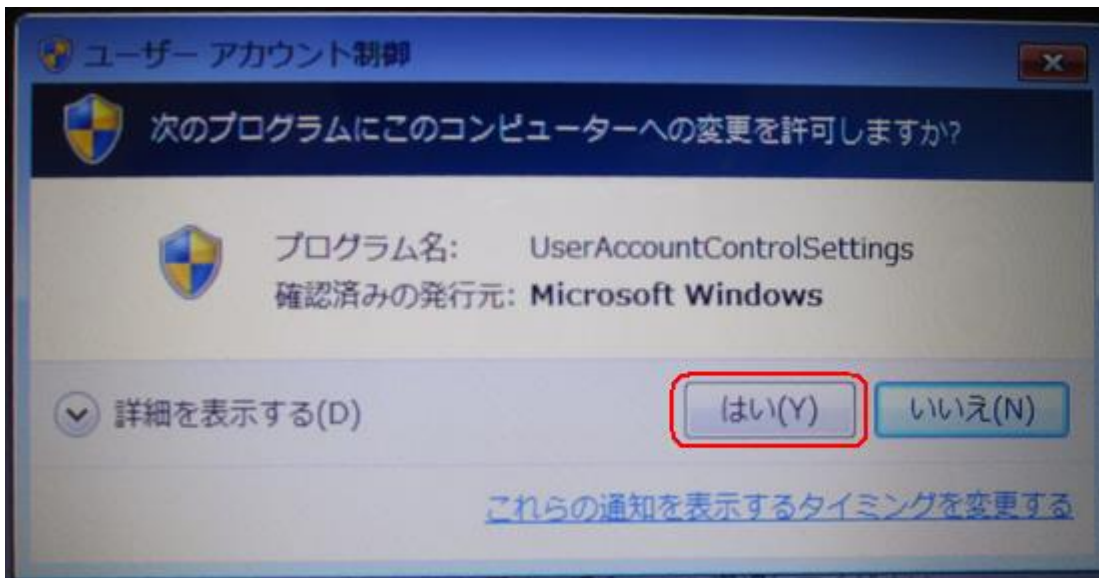 ユーザー アカウント制御
次のプログラムにこのコンピューターへの変更を許可しますか?
プログラム名: UserAccountControlSettings
確認済みの発行元: Microsoft Windows
詳細を表示する(D) はい(Y) いいえ(N)
これらの通知を表示するタイミングを変更する